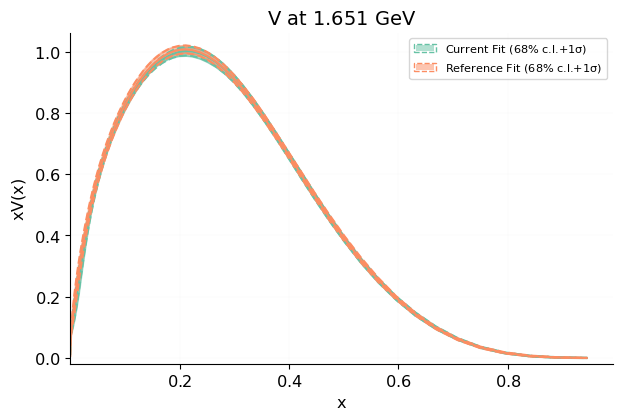 V at 1.651 GeV
Current Fit (68% c.l.+1σ)
Reference Fit (68% c.l.+1σ)
xV(x)
1.0
0.8
0.6
0.4
0.2
0.0
0.2 0.4 0.6 0.8
x